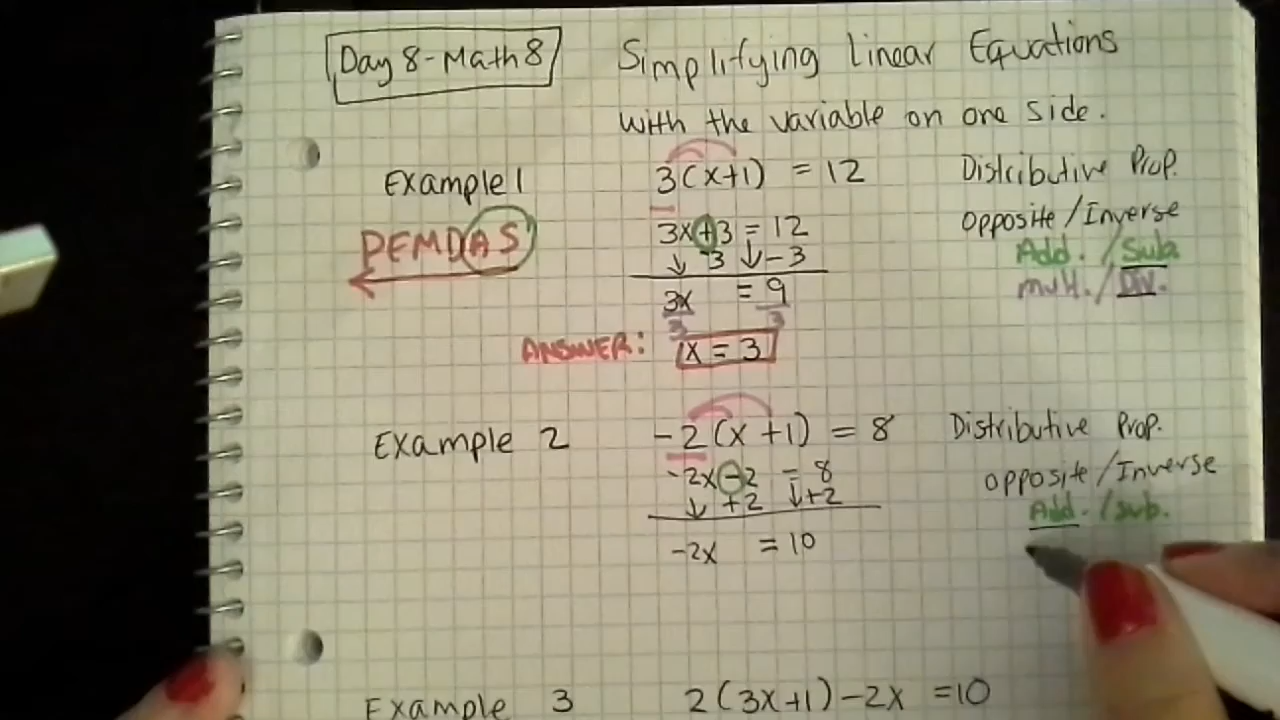 Day 8 - Math 8
Simplifying Linear Equations
with the variable on one side.
Example 1
3(x+1) = 12
Distributive Prop.
PEMDAS
3x+3 = 12
Opposite/Inverse
-3 -3
Add. / Sub.
3x = 9
mult. / Div.
3 3
ANSWER: x = 3
Example 2
-2(x+1) = 8
Distributive Prop.
-2x-2 = 8
opposite/Inverse
+2 +2
Add. /sub.
-2x = 10
Example 3
2(3x+1)-2x =10